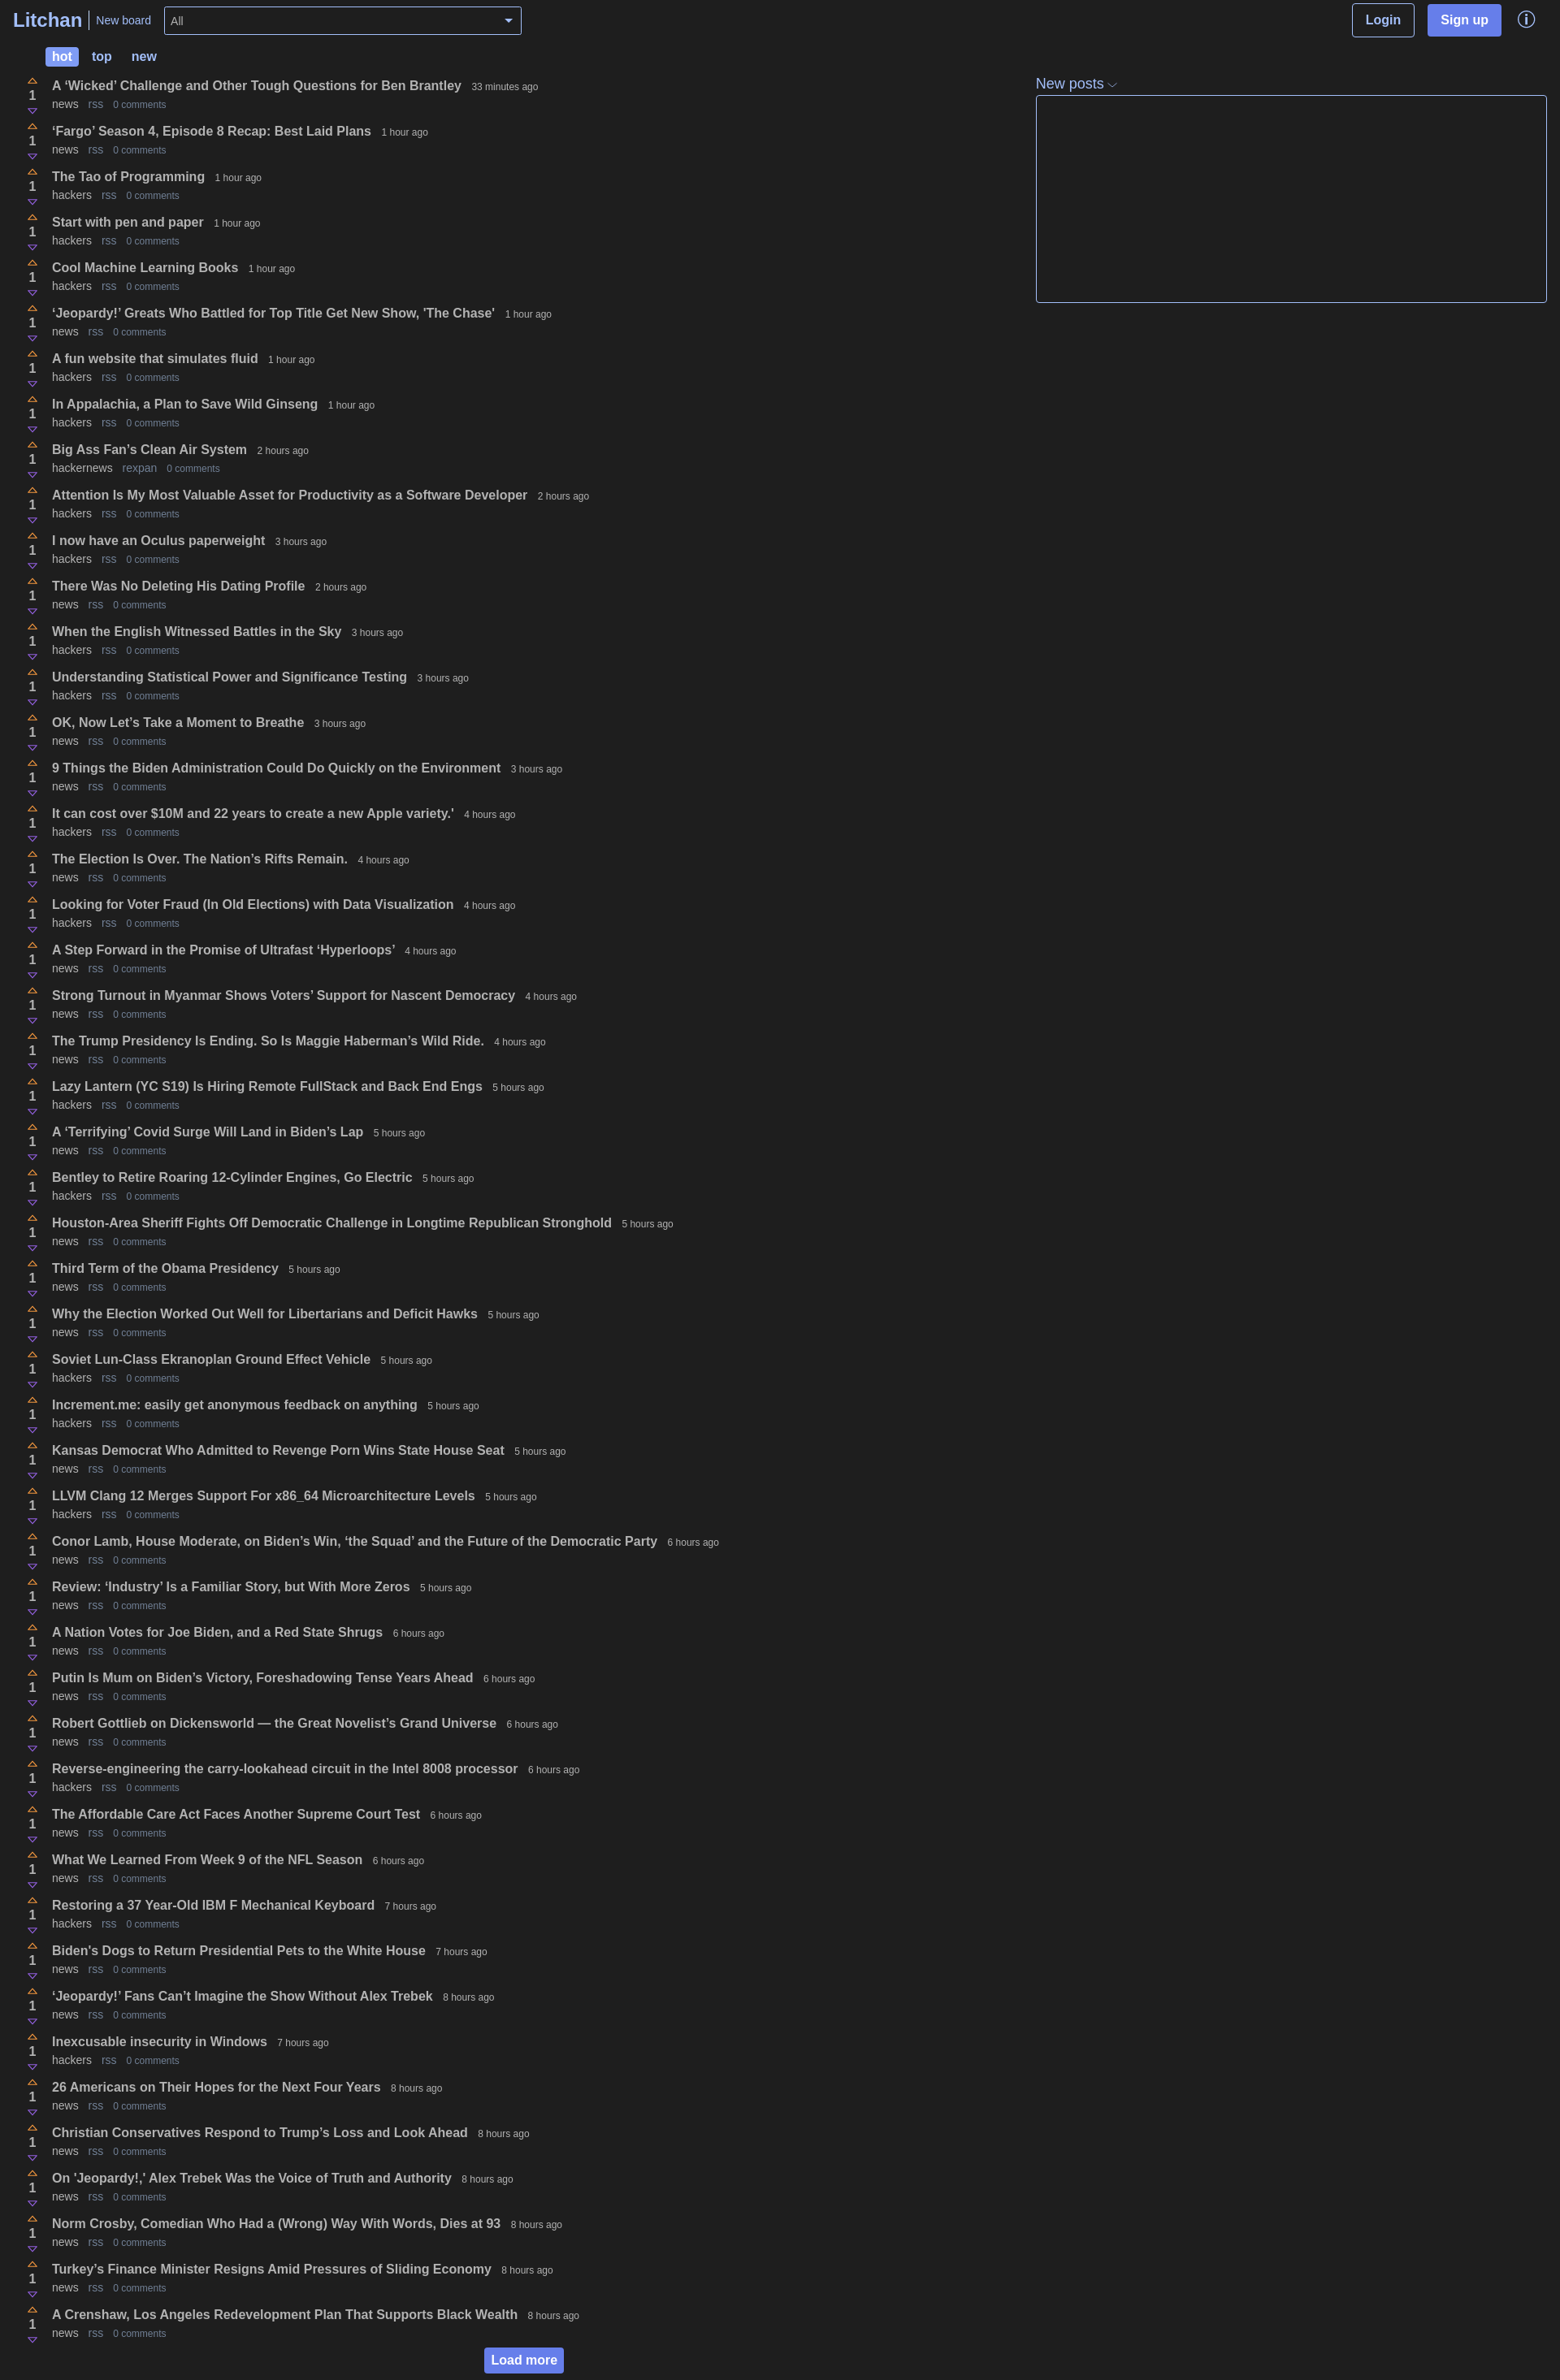 Litchan New board All Login Sign up
hot top new
New posts
A ‘Wicked’ Challenge and Other Tough Questions for Ben Brantley 33 minutes ago
1
news rss 0 comments
‘Fargo’ Season 4, Episode 8 Recap: Best Laid Plans 1 hour ago
1
news rss 0 comments
The Tao of Programming 1 hour ago
1
hackers rss 0 comments
Start with pen and paper 1 hour ago
1
hackers rss 0 comments
Cool Machine Learning Books 1 hour ago
1
hackers rss 0 comments
‘Jeopardy!’ Greats Who Battled for Top Title Get New Show, 'The Chase' 1 hour ago
1
news rss 0 comments
A fun website that simulates fluid 1 hour ago
1
hackers rss 0 comments
In Appalachia, a Plan to Save Wild Ginseng 1 hour ago
1
hackers rss 0 comments
Big Ass Fan’s Clean Air System 2 hours ago
1
hackernews rexpan 0 comments
Attention Is My Most Valuable Asset for Productivity as a Software Developer 2 hours ago
1
hackers rss 0 comments
I now have an Oculus paperweight 3 hours ago
1
hackers rss 0 comments
There Was No Deleting His Dating Profile 2 hours ago
1
news rss 0 comments
When the English Witnessed Battles in the Sky 3 hours ago
1
hackers rss 0 comments
Understanding Statistical Power and Significance Testing 3 hours ago
1
hackers rss 0 comments
OK, Now Let’s Take a Moment to Breathe 3 hours ago
1
news rss 0 comments
9 Things the Biden Administration Could Do Quickly on the Environment 3 hours ago
1
news rss 0 comments
It can cost over $10M and 22 years to create a new Apple variety.' 4 hours ago
1
hackers rss 0 comments
The Election Is Over. The Nation’s Rifts Remain. 4 hours ago
1
news rss 0 comments
Looking for Voter Fraud (In Old Elections) with Data Visualization 4 hours ago
1
hackers rss 0 comments
A Step Forward in the Promise of Ultrafast ‘Hyperloops’ 4 hours ago
1
news rss 0 comments
Strong Turnout in Myanmar Shows Voters’ Support for Nascent Democracy 4 hours ago
1
news rss 0 comments
The Trump Presidency Is Ending. So Is Maggie Haberman’s Wild Ride. 4 hours ago
1
news rss 0 comments
Lazy Lantern (YC S19) Is Hiring Remote FullStack and Back End Engs 5 hours ago
1
hackers rss 0 comments
A ‘Terrifying’ Covid Surge Will Land in Biden’s Lap 5 hours ago
1
news rss 0 comments
Bentley to Retire Roaring 12-Cylinder Engines, Go Electric 5 hours ago
1
hackers rss 0 comments
Houston-Area Sheriff Fights Off Democratic Challenge in Longtime Republican Stronghold 5 hours ago
1
news rss 0 comments
Third Term of the Obama Presidency 5 hours ago
1
news rss 0 comments
Why the Election Worked Out Well for Libertarians and Deficit Hawks 5 hours ago
1
news rss 0 comments
Soviet Lun-Class Ekranoplan Ground Effect Vehicle 5 hours ago
1
hackers rss 0 comments
Increment.me: easily get anonymous feedback on anything 5 hours ago
1
hackers rss 0 comments
Kansas Democrat Who Admitted to Revenge Porn Wins State House Seat 5 hours ago
1
news rss 0 comments
LLVM Clang 12 Merges Support For x86_64 Microarchitecture Levels 5 hours ago
1
hackers rss 0 comments
Conor Lamb, House Moderate, on Biden’s Win, ‘the Squad’ and the Future of the Democratic Party 6 hours ago
1
news rss 0 comments
Review: ‘Industry’ Is a Familiar Story, but With More Zeros 5 hours ago
1
news rss 0 comments
A Nation Votes for Joe Biden, and a Red State Shrugs 6 hours ago
1
news rss 0 comments
Putin Is Mum on Biden’s Victory, Foreshadowing Tense Years Ahead 6 hours ago
1
news rss 0 comments
Robert Gottlieb on Dickensworld — the Great Novelist’s Grand Universe 6 hours ago
1
news rss 0 comments
Reverse-engineering the carry-lookahead circuit in the Intel 8008 processor 6 hours ago
1
hackers rss 0 comments
The Affordable Care Act Faces Another Supreme Court Test 6 hours ago
1
news rss 0 comments
What We Learned From Week 9 of the NFL Season 6 hours ago
1
news rss 0 comments
Restoring a 37 Year-Old IBM F Mechanical Keyboard 7 hours ago
1
hackers rss 0 comments
Biden's Dogs to Return Presidential Pets to the White House 7 hours ago
1
news rss 0 comments
‘Jeopardy!’ Fans Can’t Imagine the Show Without Alex Trebek 8 hours ago
1
news rss 0 comments
Inexcusable insecurity in Windows 7 hours ago
1
hackers rss 0 comments
26 Americans on Their Hopes for the Next Four Years 8 hours ago
1
news rss 0 comments
Christian Conservatives Respond to Trump’s Loss and Look Ahead 8 hours ago
1
news rss 0 comments
On 'Jeopardy!,' Alex Trebek Was the Voice of Truth and Authority 8 hours ago
1
news rss 0 comments
Norm Crosby, Comedian Who Had a (Wrong) Way With Words, Dies at 93 8 hours ago
1
news rss 0 comments
Turkey’s Finance Minister Resigns Amid Pressures of Sliding Economy 8 hours ago
1
news rss 0 comments
A Crenshaw, Los Angeles Redevelopment Plan That Supports Black Wealth 8 hours ago
1
news rss 0 comments
Load more